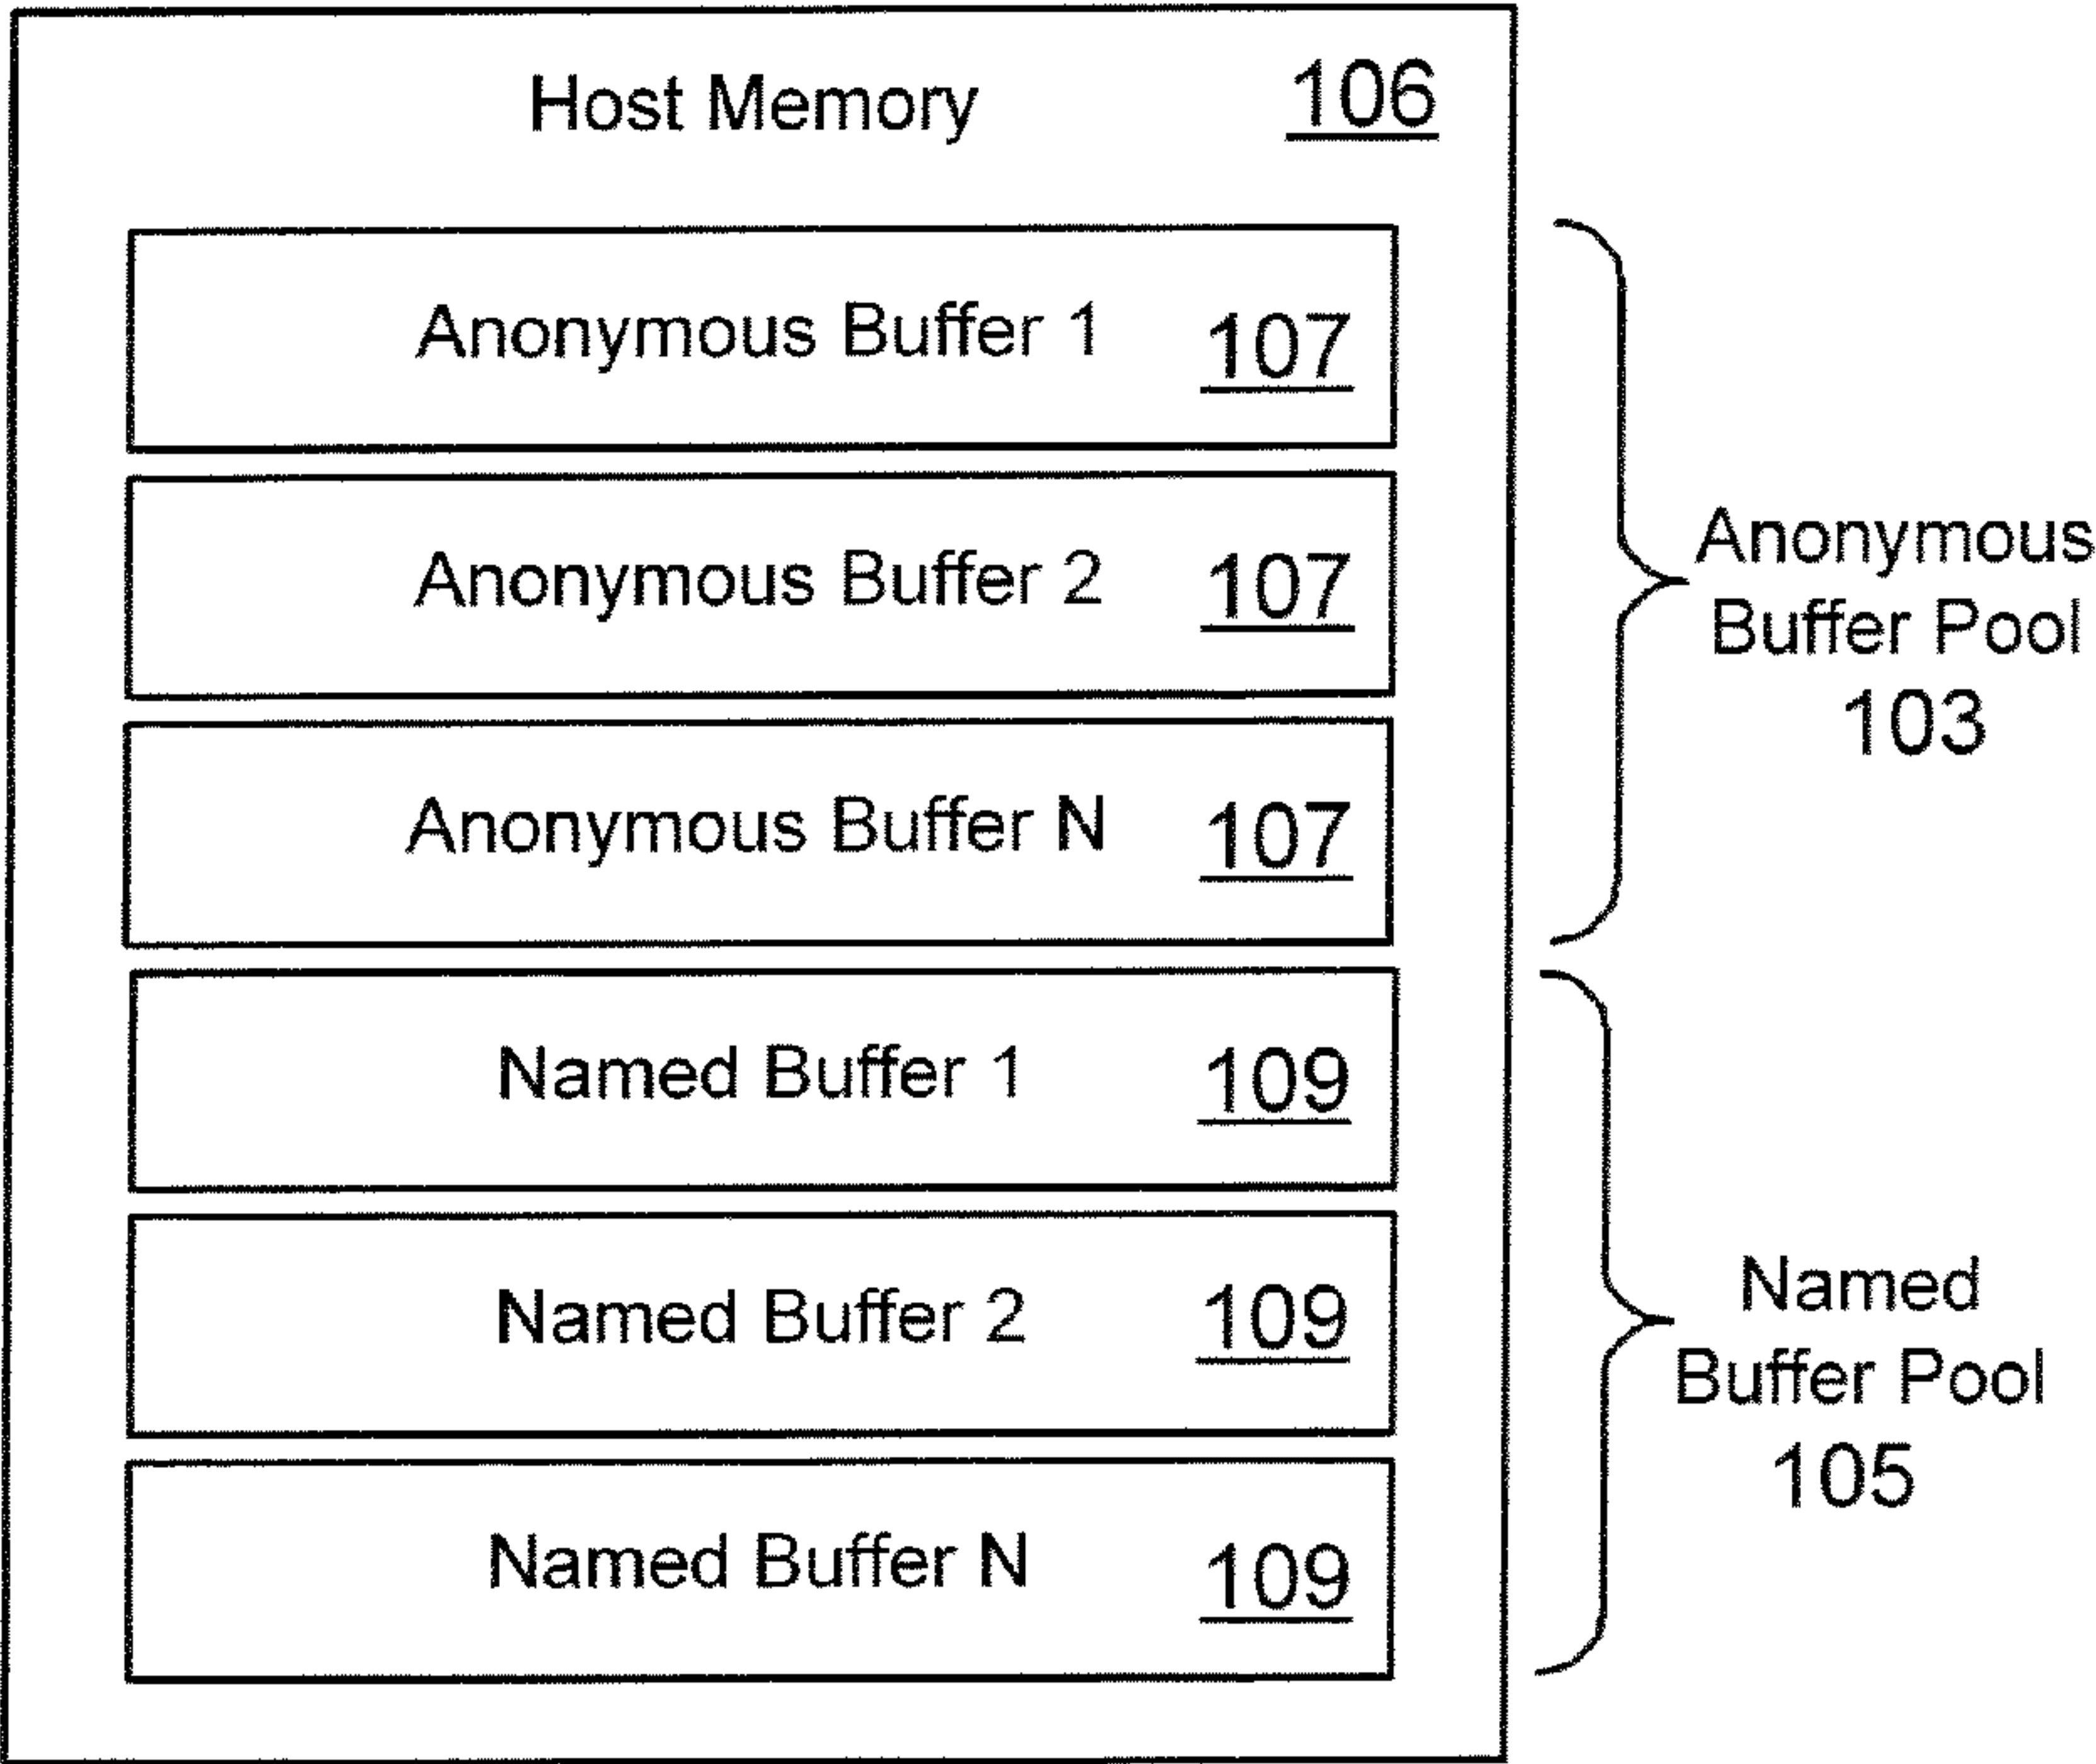 Host Memory 106
Anonymous Buffer 1 107
Anonymous Buffer 2 107
Anonymous Buffer N 107
Anonymous
Buffer Pool
103
Named Buffer 1 109
Named Buffer 2 109
Named Buffer N 109
Named
Buffer Pool
105